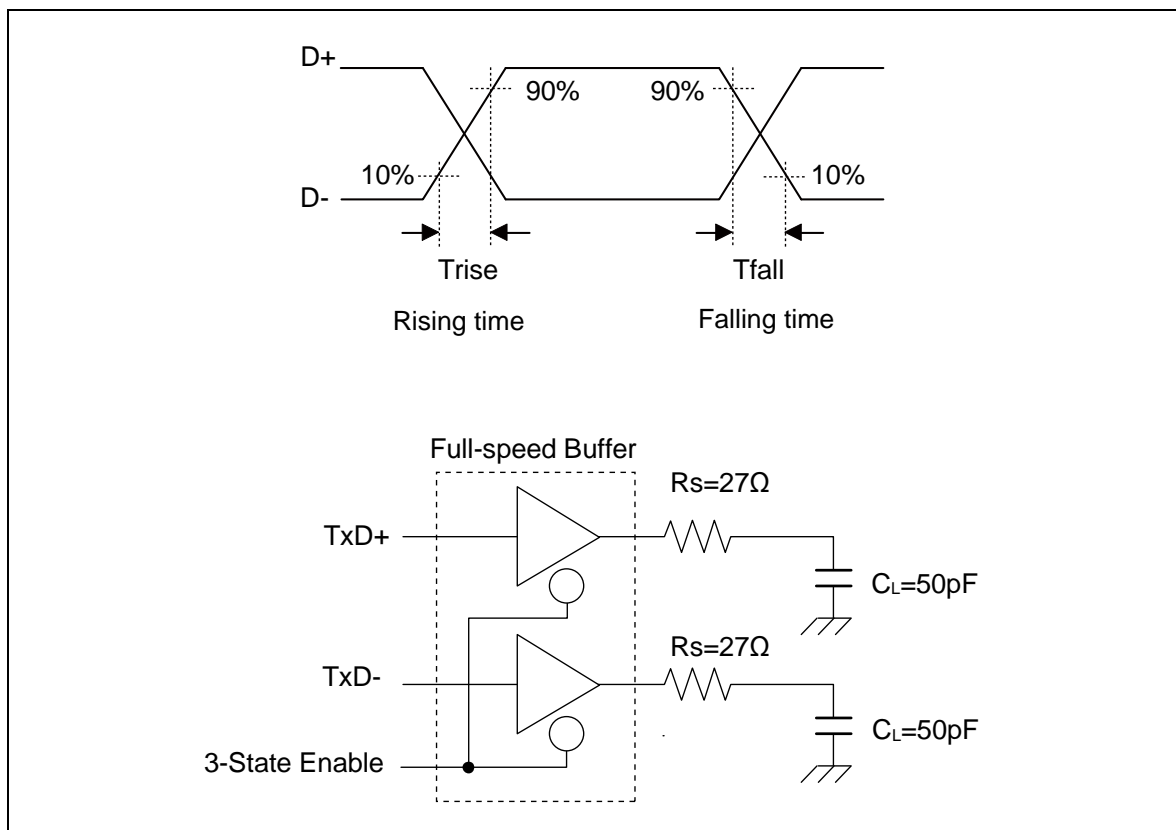 D+
90%
90%
10%
10%
D-
Trise
Tfall
Rising time
Falling time
Full-speed Buffer
Rs=27Ω
TxD+
CL=50pF
Rs=27Ω
TxD-
CL=50pF
3-State Enable